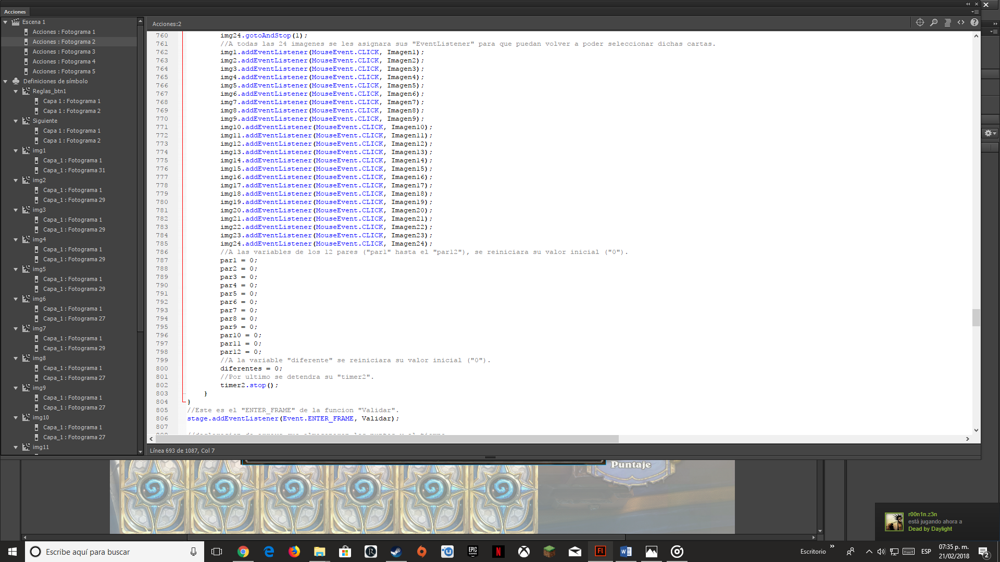 Acciones
Escena 1
Acciones : Fotograma 1
Acciones : Fotograma 2
Acciones : Fotograma 3
Acciones : Fotograma 4
Acciones : Fotograma 5
Definiciones de símbolo
Reglas_btn1
Capa 1 : Fotograma 1
Capa 1 : Fotograma 2
Siguiente
Capa 1 : Fotograma 1
Capa 1 : Fotograma 2
img1
Capa_1 : Fotograma 1
Capa_1 : Fotograma 31
img2
Capa_1 : Fotograma 1
Capa_1 : Fotograma 29
img3
Capa_1 : Fotograma 1
Capa_1 : Fotograma 29
img4
Capa_1 : Fotograma 1
Capa_1 : Fotograma 29
img5
Capa_1 : Fotograma 1
Capa_1 : Fotograma 29
img6
Capa_1 : Fotograma 1
Capa_1 : Fotograma 27
img7
Capa_1 : Fotograma 1
Capa_1 : Fotograma 29
img8
Capa_1 : Fotograma 1
Capa_1 : Fotograma 27
img9
Capa_1 : Fotograma 1
Capa_1 : Fotograma 27
img10
Capa_1 : Fotograma 1
Capa_1 : Fotograma 27
img11
Acciones:2
760 img24.gotoAndStop(1);
761 //A todas las 24 imagenes se les asignara sus "EventListener" para que puedan volver a poder seleccionar dichas cartas.
762 img1.addEventListener(MouseEvent.CLICK, Imagen1);
763 img2.addEventListener(MouseEvent.CLICK, Imagen2);
764 img3.addEventListener(MouseEvent.CLICK, Imagen3);
765 img4.addEventListener(MouseEvent.CLICK, Imagen4);
766 img5.addEventListener(MouseEvent.CLICK, Imagen5);
767 img6.addEventListener(MouseEvent.CLICK, Imagen6);
768 img7.addEventListener(MouseEvent.CLICK, Imagen7);
769 img8.addEventListener(MouseEvent.CLICK, Imagen8);
770 img9.addEventListener(MouseEvent.CLICK, Imagen9);
771 img10.addEventListener(MouseEvent.CLICK, Imagen10);
772 img11.addEventListener(MouseEvent.CLICK, Imagen11);
773 img12.addEventListener(MouseEvent.CLICK, Imagen12);
774 img13.addEventListener(MouseEvent.CLICK, Imagen13);
775 img14.addEventListener(MouseEvent.CLICK, Imagen14);
776 img15.addEventListener(MouseEvent.CLICK, Imagen15);
777 img16.addEventListener(MouseEvent.CLICK, Imagen16);
778 img17.addEventListener(MouseEvent.CLICK, Imagen17);
779 img18.addEventListener(MouseEvent.CLICK, Imagen18);
780 img19.addEventListener(MouseEvent.CLICK, Imagen19);
781 img20.addEventListener(MouseEvent.CLICK, Imagen20);
782 img21.addEventListener(MouseEvent.CLICK, Imagen21);
783 img22.addEventListener(MouseEvent.CLICK, Imagen22);
784 img23.addEventListener(MouseEvent.CLICK, Imagen23);
785 img24.addEventListener(MouseEvent.CLICK, Imagen24);
786 //A las variables de los 12 pares ("par1" hasta el "par12"), se reiniciara su valor inicial ("0").
787 par1 = 0;
788 par2 = 0;
789 par3 = 0;
790 par4 = 0;
791 par5 = 0;
792 par6 = 0;
793 par7 = 0;
794 par8 = 0;
795 par9 = 0;
796 par10 = 0;
797 par11 = 0;
798 par12 = 0;
799 //A la variable "diferente" se reiniciara su valor inicial ("0").
800 diferentes = 0;
801 //Por ultimo se detendra su "timer2".
802 timer2.stop();
803 }
804 }
805 //Este es el "ENTER_FRAME" de la funcion "Validar".
806 stage.addEventListener(Event.ENTER_FRAME, Validar);
807
Línea 693 de 1087, Col 7
Puntaje
r00n1n.z3n
está jugando ahora a
Dead by Daylight
Escribe aquí para buscar
EPIC
N
Fl
Escritorio
ESP
07:35 p. m.
21/02/2018
2